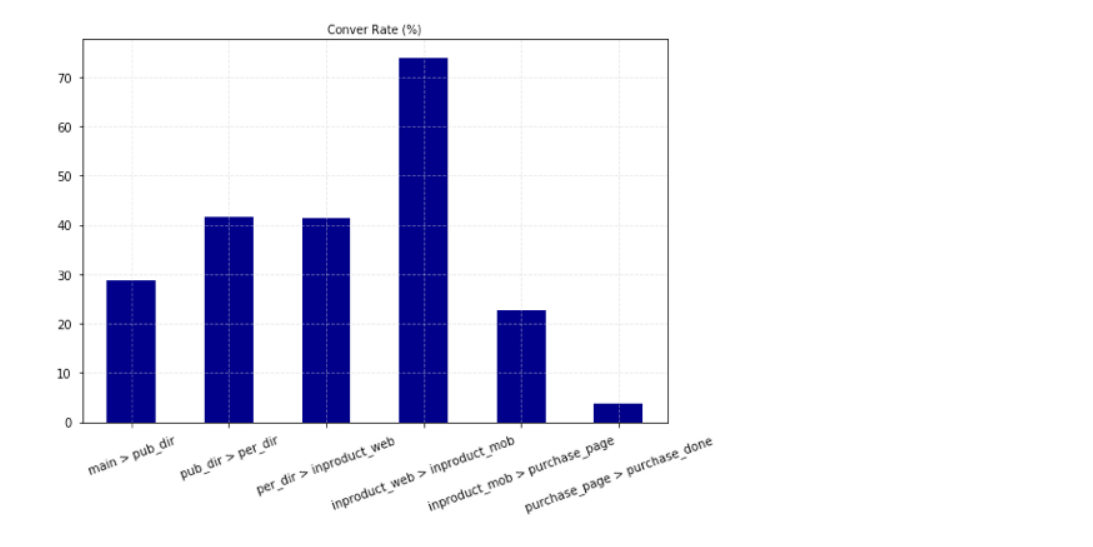 Conver Rate (%)
70
60
50
40
30
20
10
0
main > pub_dir
pub_dir > per_dir
per_dir > inproduct_web
inproduct_web > inproduct_mob
inproduct_mob > purchase_page
purchase_page > purchase_done